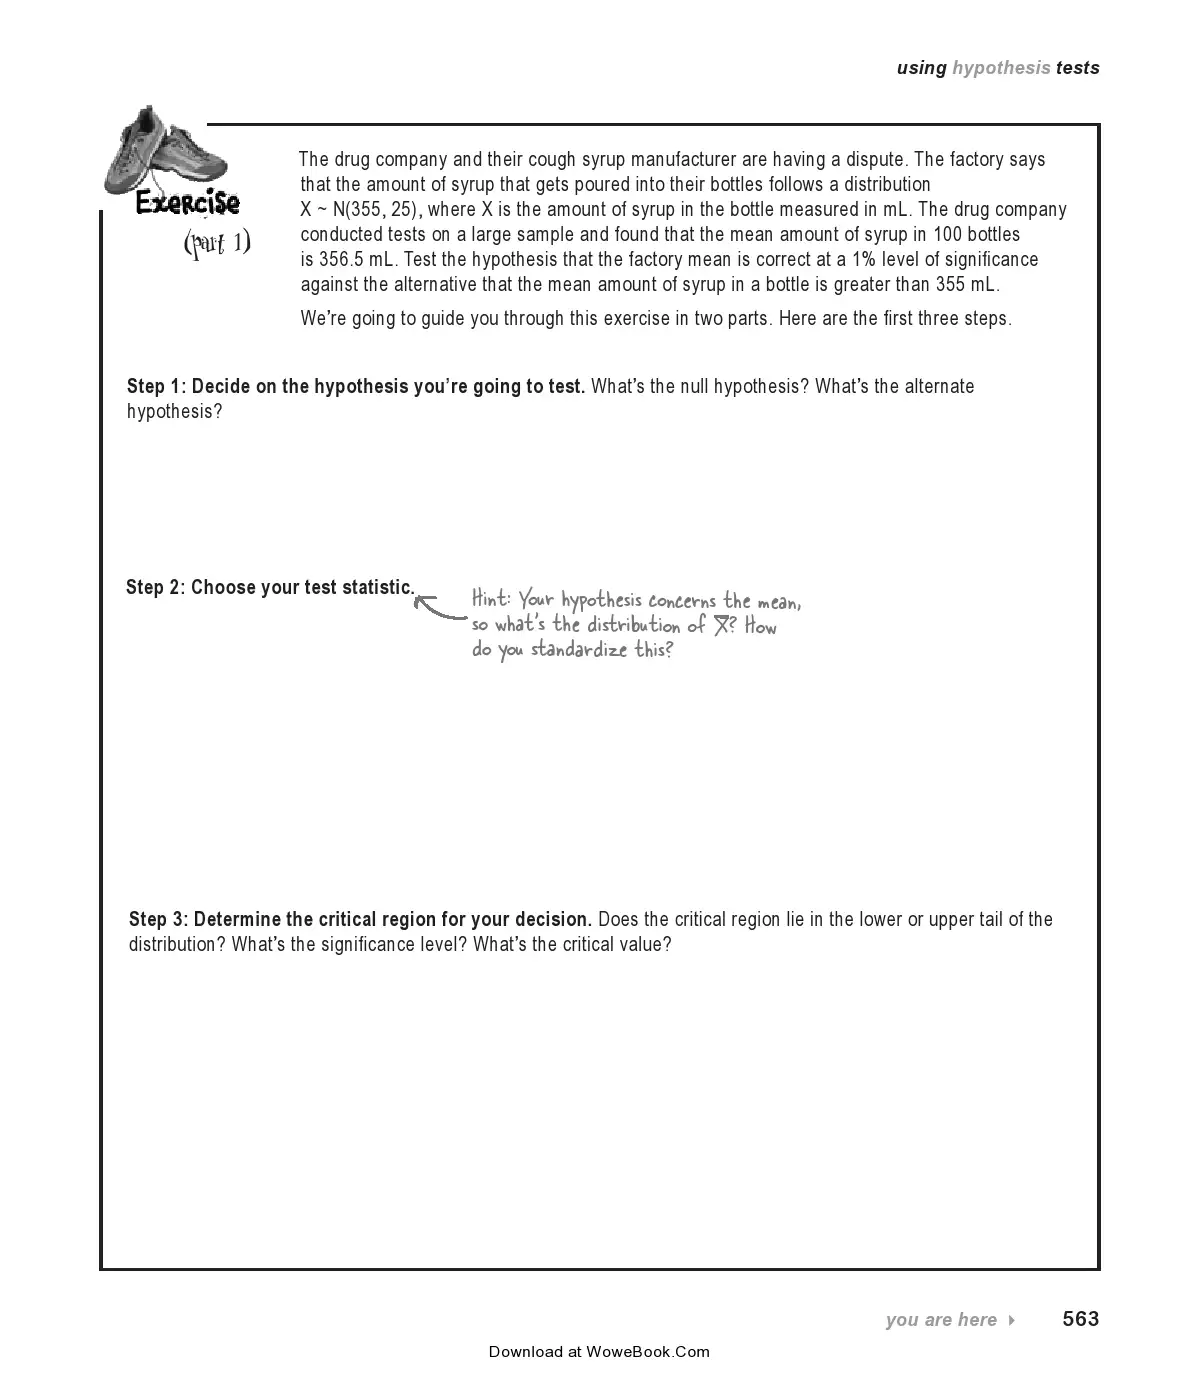 using hypothesis tests
Exercise
(part 1)
The drug company and their cough syrup manufacturer are having a dispute. The factory says
that the amount of syrup that gets poured into their bottles follows a distribution
X ~ N(355, 25), where X is the amount of syrup in the bottle measured in mL. The drug company
conducted tests on a large sample and found that the mean amount of syrup in 100 bottles
is 356.5 mL. Test the hypothesis that the factory mean is correct at a 1% level of significance
against the alternative that the mean amount of syrup in a bottle is greater than 355 mL.
We're going to guide you through this exercise in two parts. Here are the first three steps.
Step 1: Decide on the hypothesis you're going to test. What's the null hypothesis? What's the alternate
hypothesis?
Step 2: Choose your test statistic.
Hint: Your hypothesis concerns the mean,
so what's the distribution of X̅? How
do you standardize this?
Step 3: Determine the critical region for your decision. Does the critical region lie in the lower or upper tail of the
distribution? What's the significance level? What's the critical value?
you are here ▸ 563
Download at WoweBook.Com